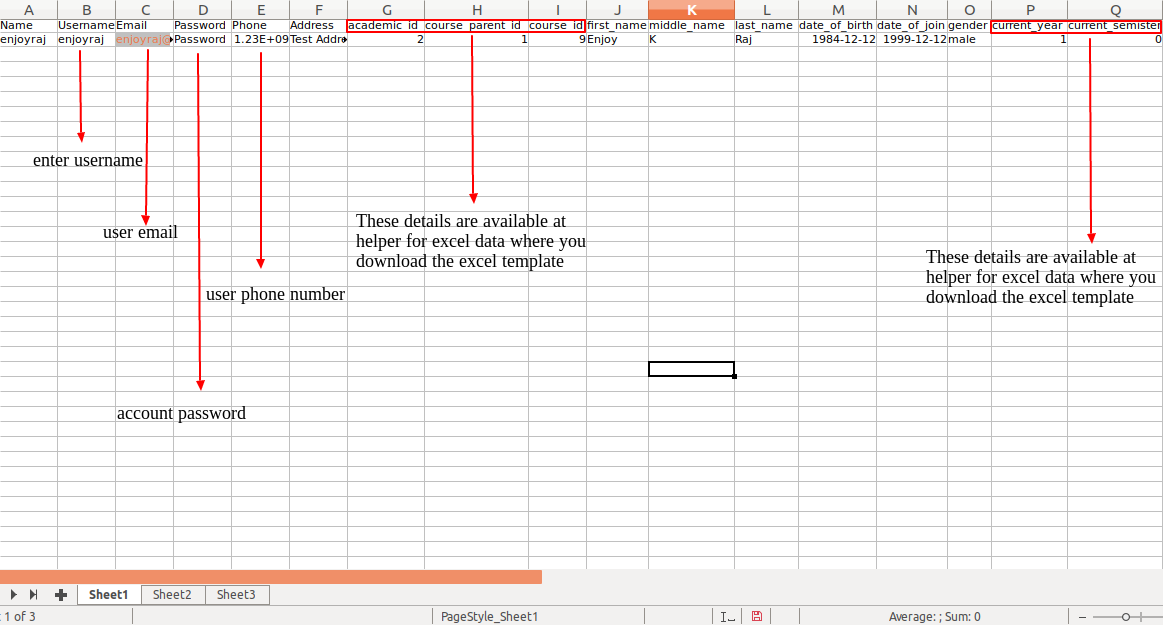 A B C D E F G H I J K L M N O P Q
Name Username Email Password Phone Address academic_id course_parent_id course_id first_name middle_name last_name date_of_birth date_of_join gender current_year current_semister
enjoyraj enjoyraj enjoyraj@ Password 1.23E+09 Test Addre 2 1 9 Enjoy K Raj 1984-12-12 1999-12-12 male 1 0
enter username
user email
These details are available at
helper for excel data where you
download the excel template
These details are available at
helper for excel data where you
download the excel template
user phone number
account password
Sheet1 Sheet2 Sheet3
1 of 3 PageStyle_Sheet1 Average: ; Sum: 0